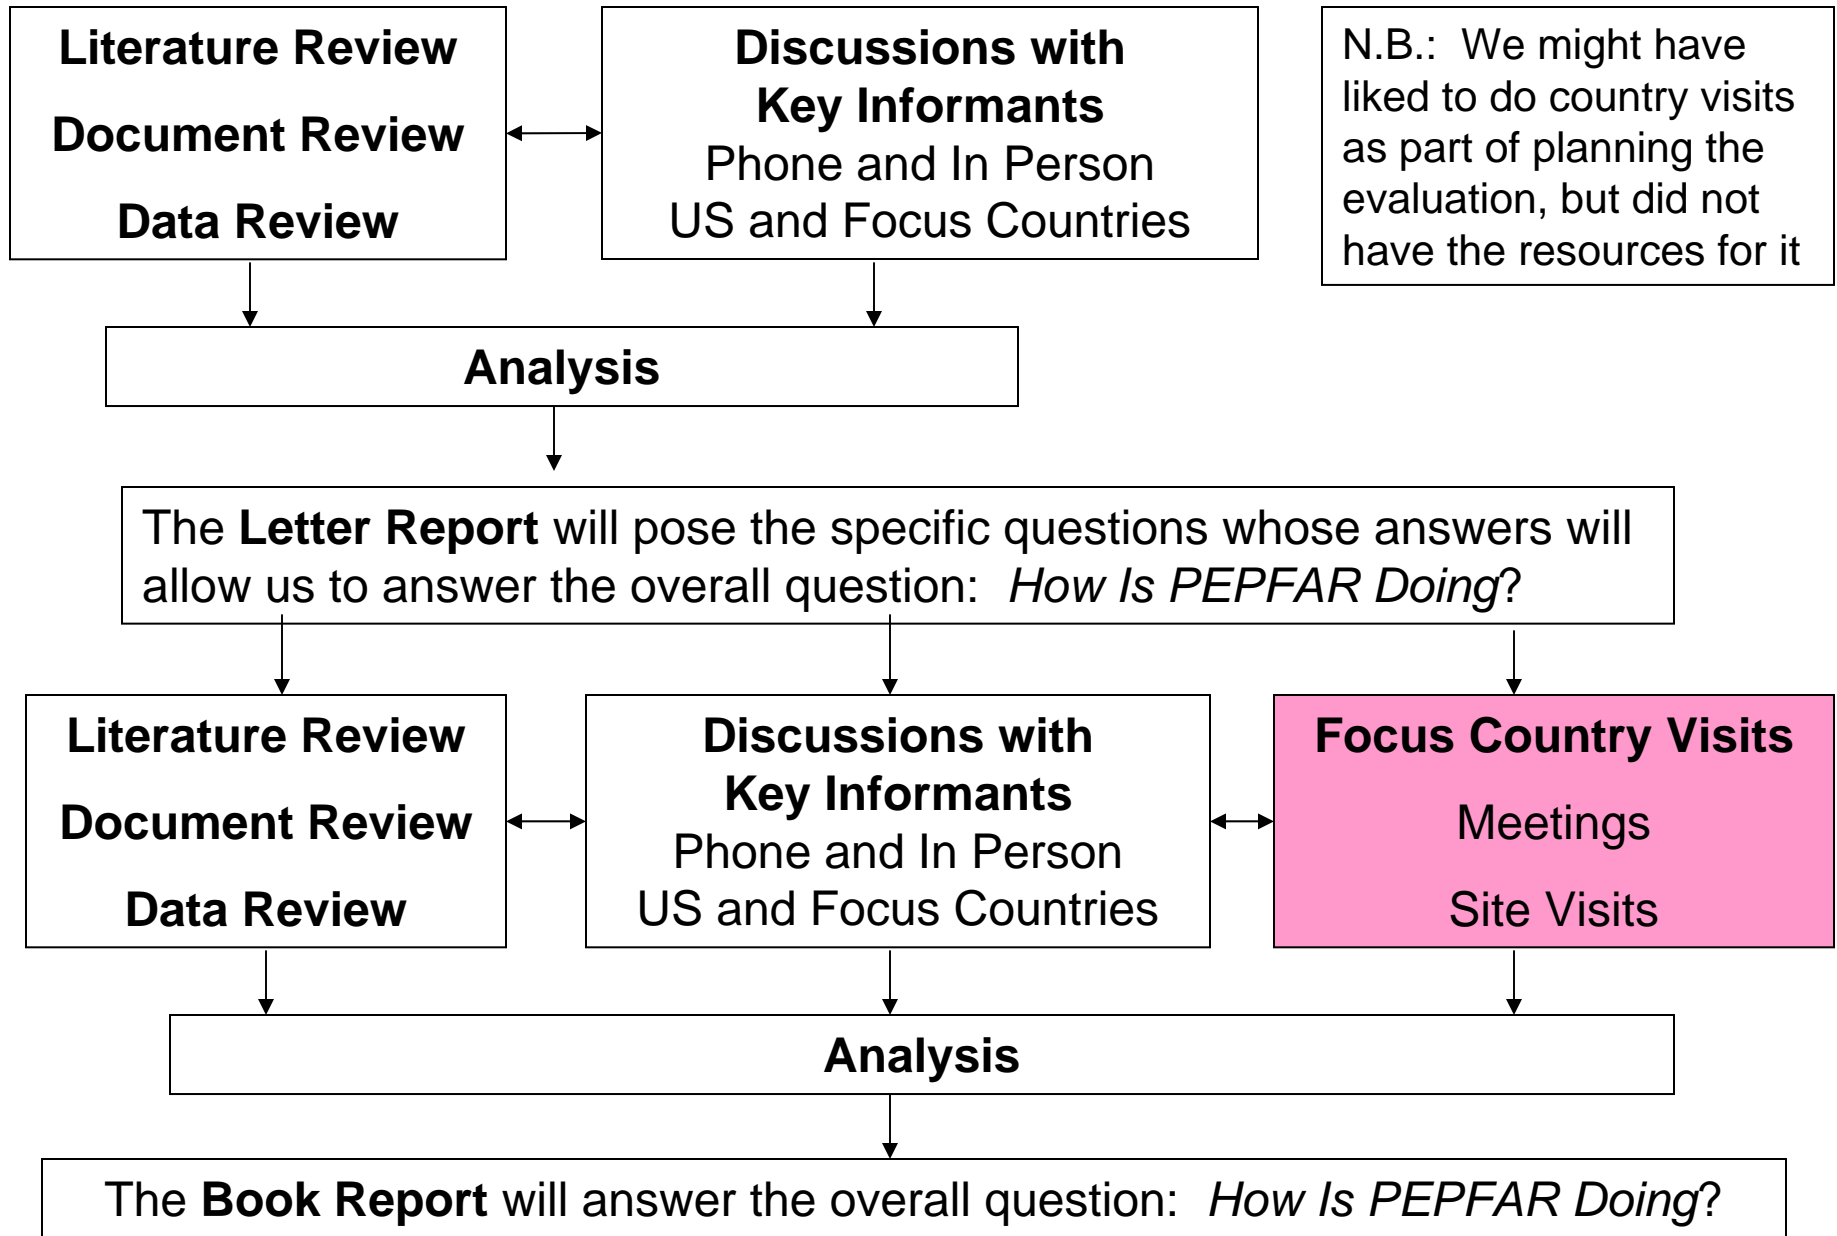 Literature Review
Document Review
Data Review
Discussions with
Key Informants
Phone and In Person
US and Focus Countries
N.B.:  We might have
liked to do country visits
as part of planning the
evaluation, but did not
have the resources for it
Analysis
The Letter Report will pose the specific questions whose answers will
allow us to answer the overall question:  How Is PEPFAR Doing?
Literature Review
Document Review
Data Review
Discussions with
Key Informants
Phone and In Person
US and Focus Countries
Focus Country Visits
Meetings
Site Visits
Analysis
The Book Report will answer the overall question:  How Is PEPFAR Doing?